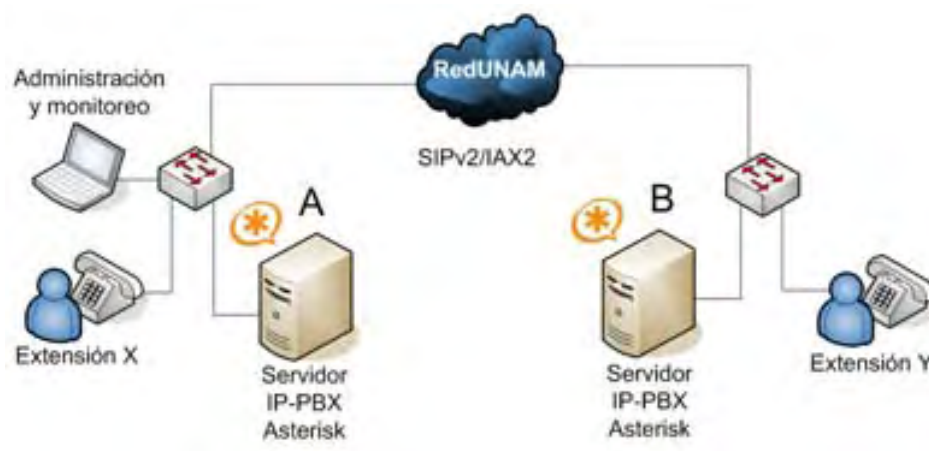 RedUNAM
Administración
y monitoreo
SIPv2/IAX2
A
B
Extensión X
Servidor
IP-PBX
Asterisk
Servidor
IP-PBX
Asterisk
Extensión Y